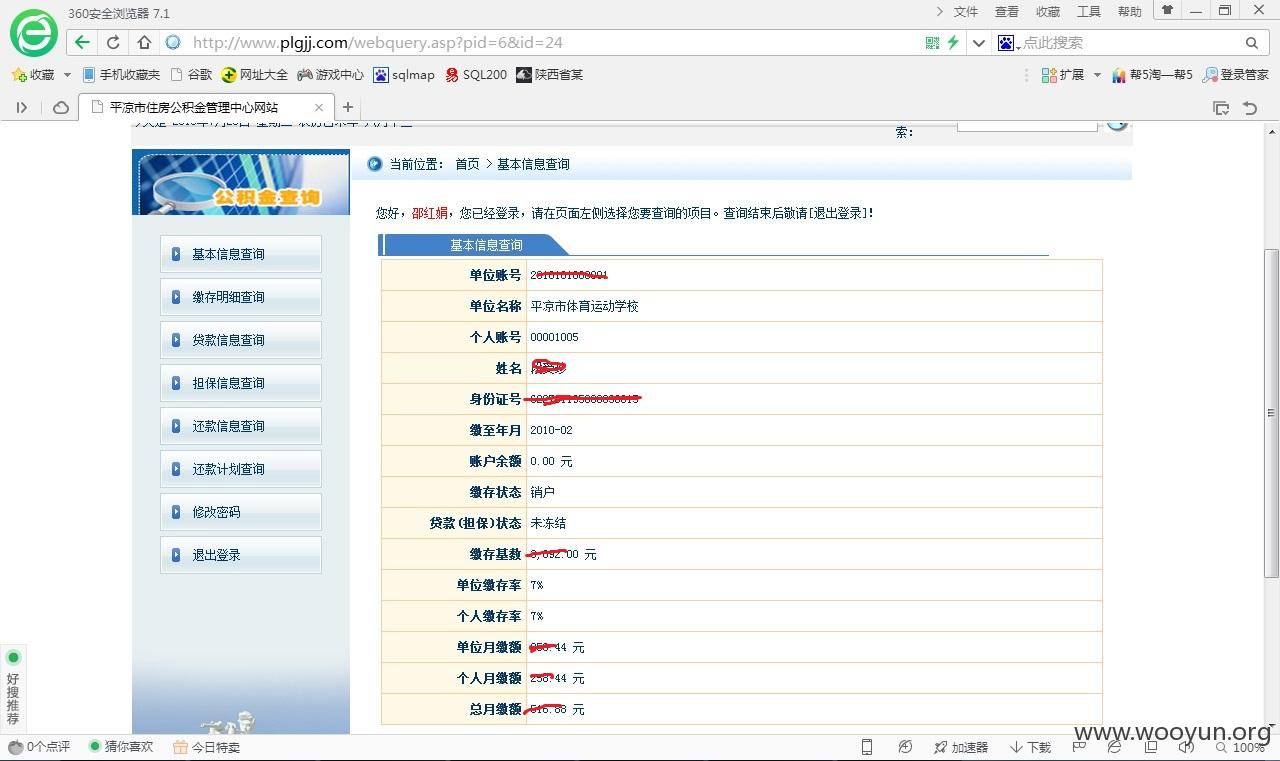 360安全浏览器 7.1
文件 查看 收藏 工具 帮助
http://www.plgjj.com/webquery.asp?pid=6&id=24
点此搜索
收藏 手机收藏夹 谷歌 网址大全 游戏中心 sqlmap SQL200 陕西省某 扩展 帮5淘—帮5 登录管家
平凉市住房公积金管理中心网站
索：
公积金查询
当前位置： 首页 > 基本信息查询
您好，邵红娟，您已经登录，请在页面左侧选择您要查询的项目。查询结束后敬请[退出登录]！
基本信息查询
基本信息查询
缴存明细查询
贷款信息查询
担保信息查询
还款信息查询
还款计划查询
修改密码
退出登录
单位账号
单位名称 平凉市体育运动学校
个人账号 00001005
姓名
身份证号
缴至年月 2010-02
账户余额 0.00 元
缴存状态 销户
贷款(担保)状态 未冻结
缴存基数 元
单位缴存率 7%
个人缴存率 7%
单位月缴额 元
个人月缴额 元
总月缴额 元
好搜推荐
www.wooyun.org
0个点评 猜你喜欢 今日特卖 加速器 下载 100%